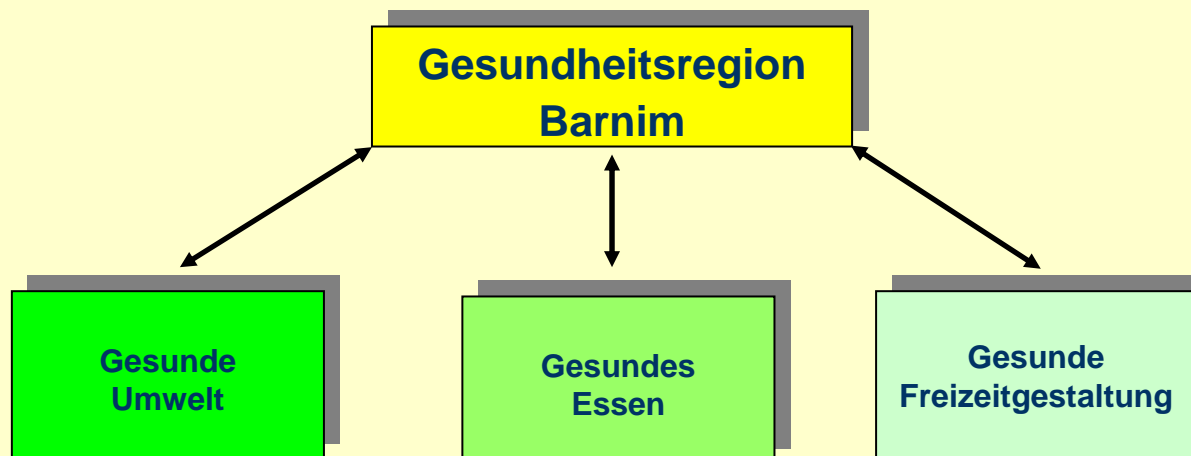 Gesundheitsregion
Barnim
Gesunde
Umwelt
Gesundes
Essen
Gesunde
Freizeitgestaltung